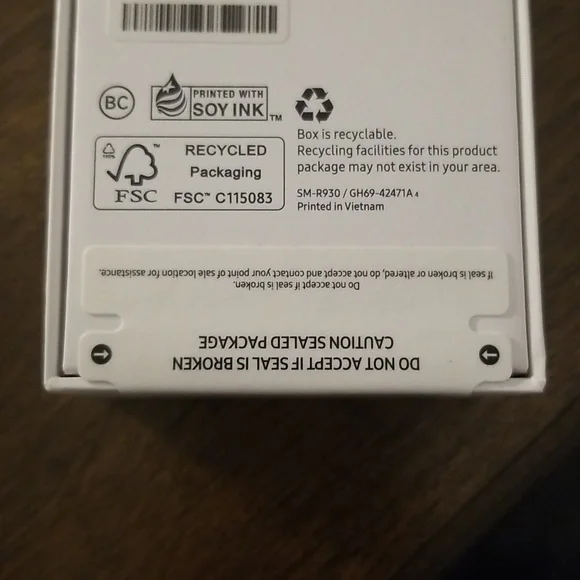 BC
PRINTED WITH
SOY INK™
100%
FSC
RECYCLED
Packaging
FSC™ C115083
Box is recyclable.
Recycling facilities for this product
package may not exist in your area.
SM-R930 / GH69-42471A 4
Printed in Vietnam
Do not accept if seal is broken.
If seal is broken or altered, do not accept and contact your point of sale location for assistance.
DO NOT ACCEPT IF SEAL IS BROKEN
CAUTION SEALED PACKAGE